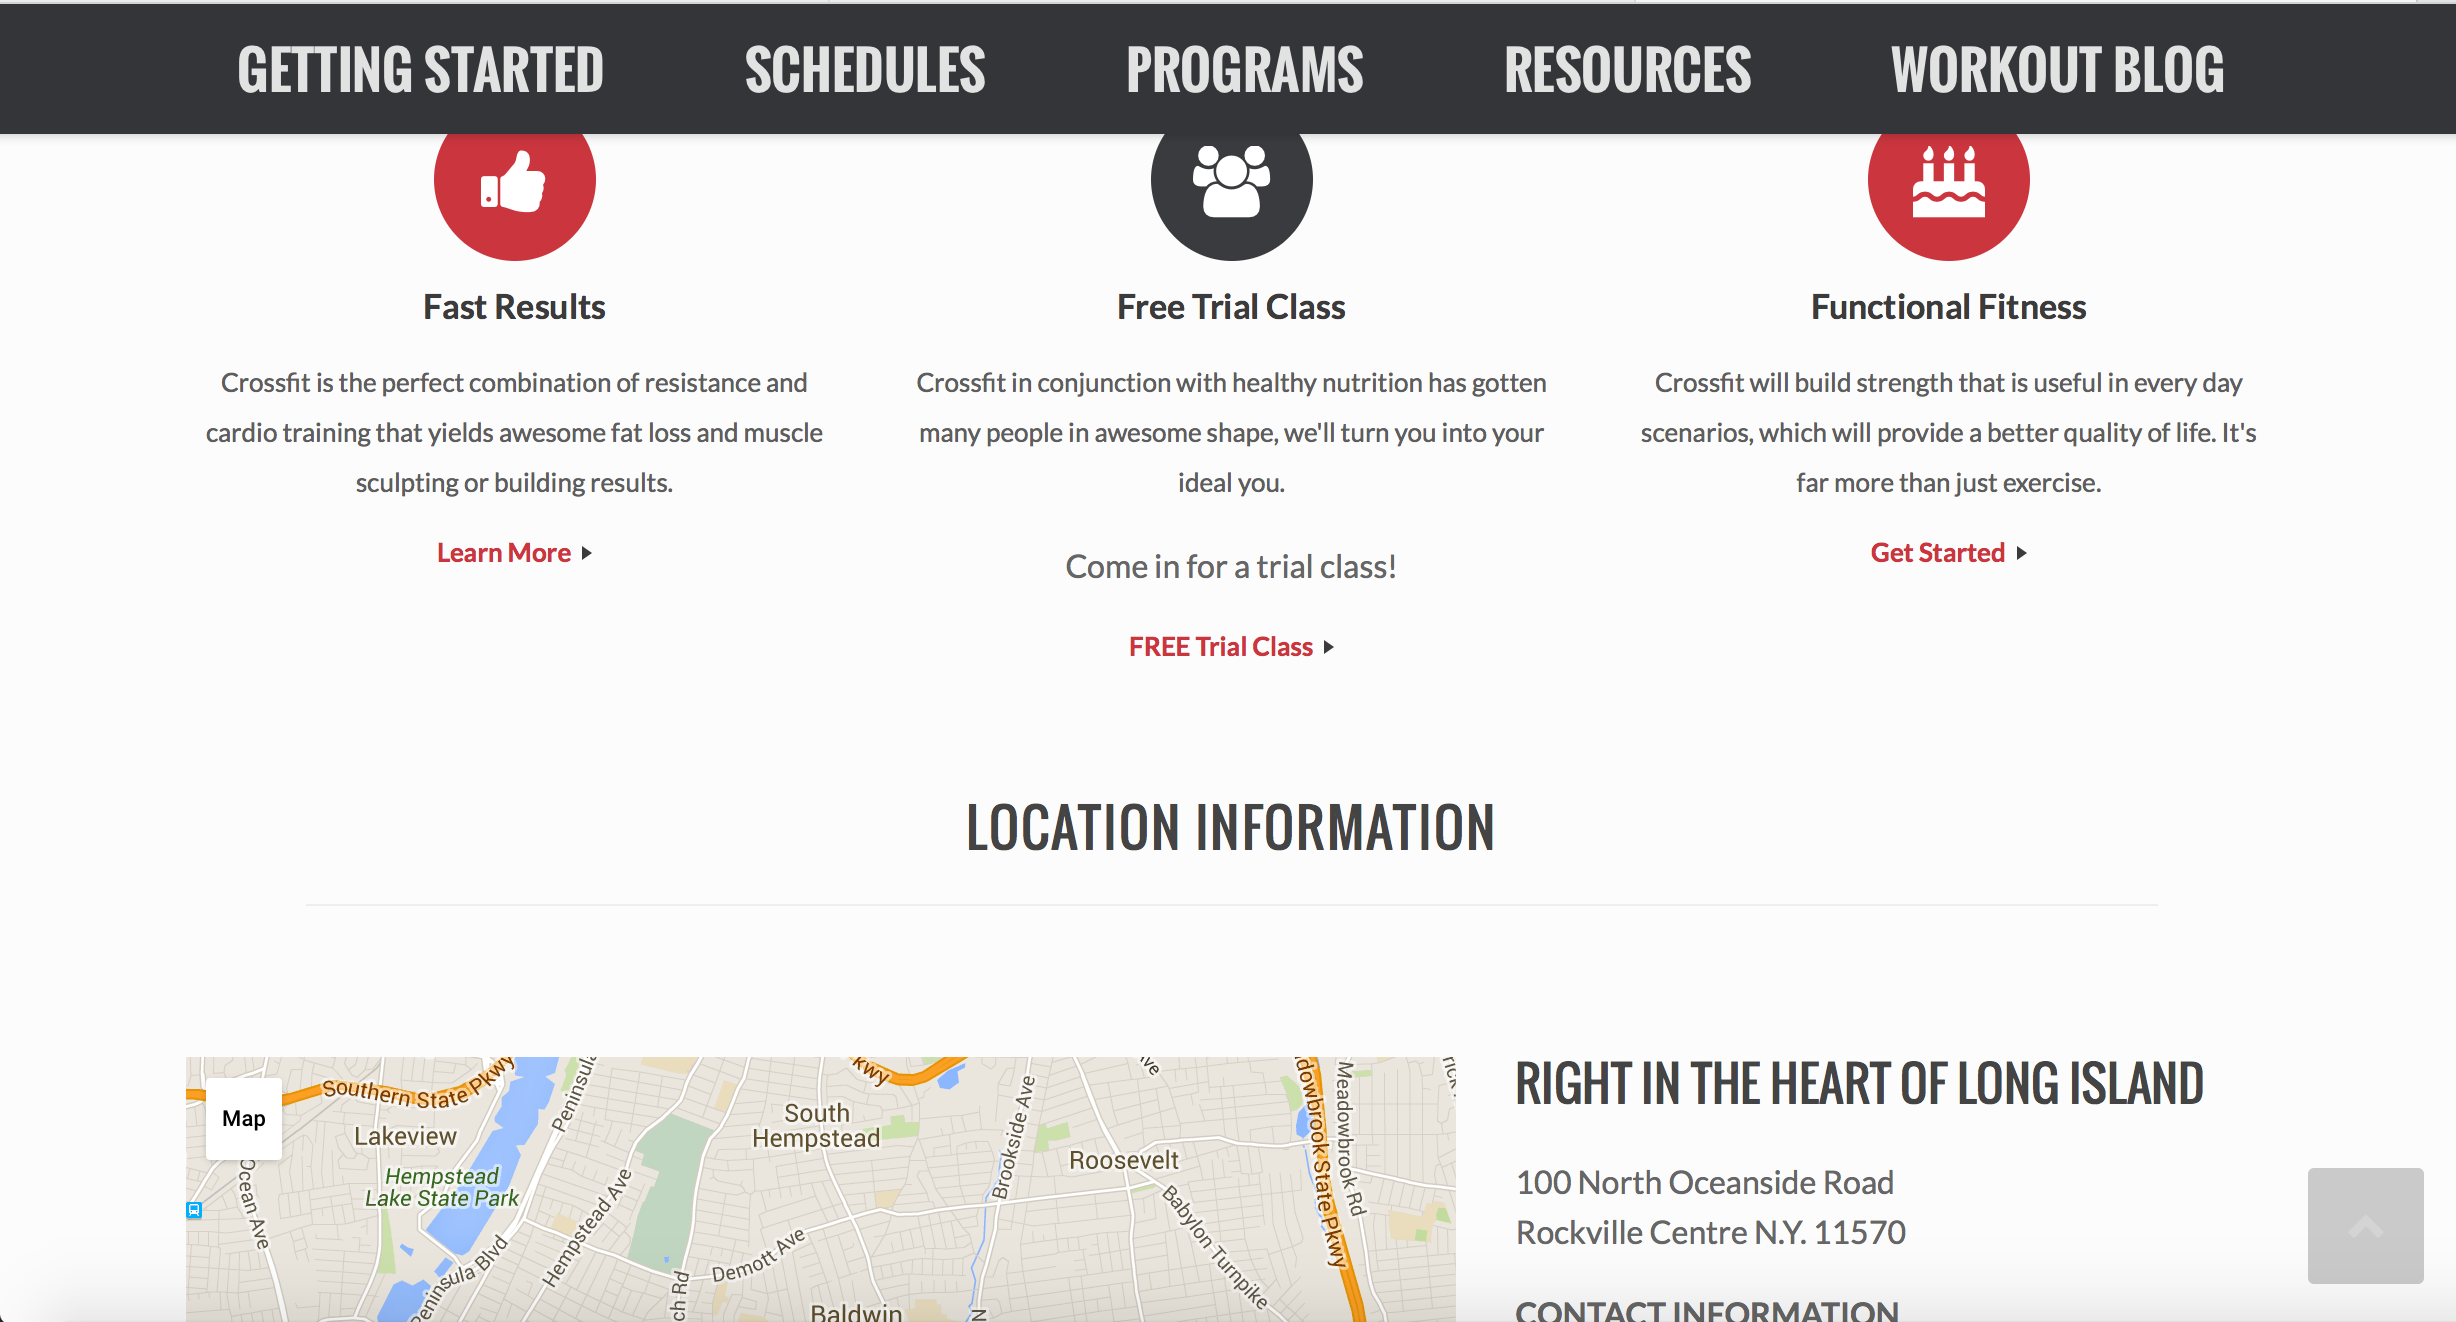 GETTING STARTED SCHEDULES PROGRAMS RESOURCES WORKOUT BLOG
Fast Results
Crossfit is the perfect combination of resistance and
cardio training that yields awesome fat loss and muscle
sculpting or building results.
Learn More
Free Trial Class
Crossfit in conjunction with healthy nutrition has gotten
many people in awesome shape, we'll turn you into your
ideal you.
Come in for a trial class!
FREE Trial Class
Functional Fitness
Crossfit will build strength that is useful in every day
scenarios, which will provide a better quality of life. It's
far more than just exercise.
Get Started
LOCATION INFORMATION
Map
Southern State Pkwy
Lakeview
Hempstead
Lake State Park
Ocean Ave
Peninsula
Peninsula Blvd
Hempstead Ave
South
Hempstead
kwy
Demott Ave
ch Rd
Baldwin
Brookside Ave
N
Roosevelt
Babylon Turnpike
ve
dowbrook State Pkwy
Meadowbrook Rd
RIGHT IN THE HEART OF LONG ISLAND
100 North Oceanside Road
Rockville Centre N.Y. 11570
CONTACT INFORMATION